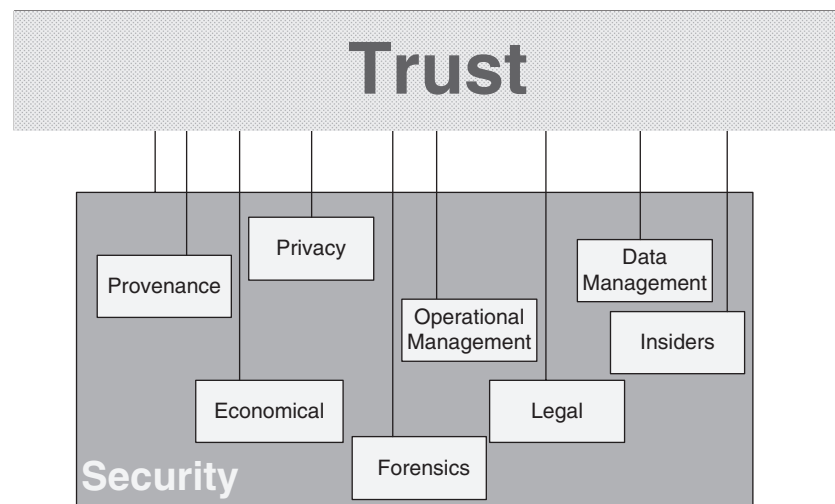 Trust
Privacy
Provenance
Data
Management
Operational
Management
Insiders
Economical
Legal
Forensics
Security